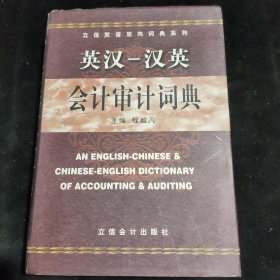 立信双语双向词典系列
英汉－汉英
会计审计词典
主编 程超凡
AN ENGLISH-CHINESE &
CHINESE-ENGLISH DICTIONARY
OF ACCOUNTING & AUDITING
立信会计出版社